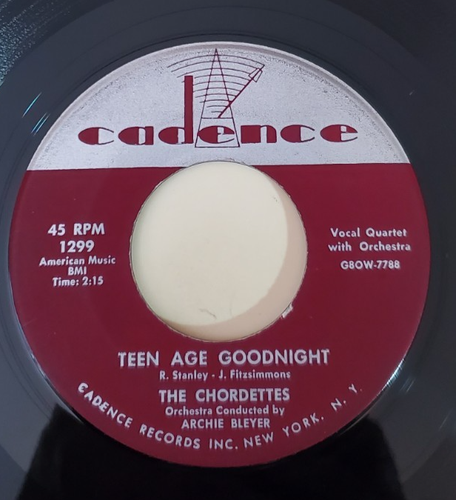 cadence
45 RPM
1299
American Music
BMI
Time: 2:15
Vocal Quartet
with Orchestra
G8OW-7788
TEEN AGE GOODNIGHT
R. Stanley - J. Fitzsimmons
THE CHORDETTES
Orchestra Conducted by
ARCHIE BLEYER
CADENCE RECORDS INC. NEW YORK, N. Y.